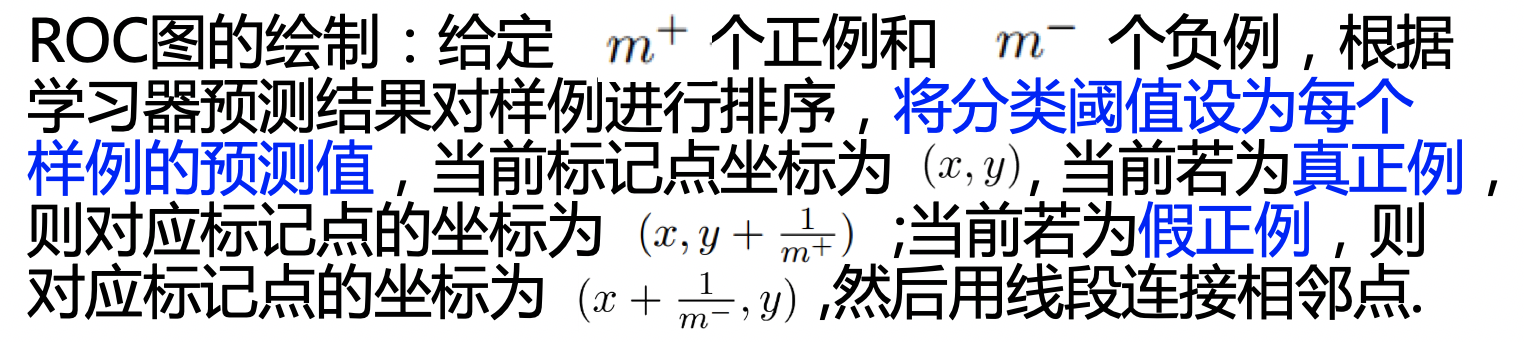 ROC图的绘制：给定 $m^+$ 个正例和 $m^-$ 个负例，根据
学习器预测结果对样例进行排序，将分类阈值设为每个
样例的预测值，当前标记点坐标为 $(x, y)$, 当前若为真正例，
则对应标记点的坐标为 $(x, y + \frac{1}{m^+})$ ;当前若为假正例，则
对应标记点的坐标为 $(x + \frac{1}{m^-}, y)$ ,然后用线段连接相邻点.